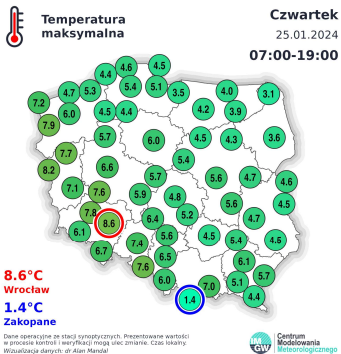 Temperatura
maksymalna
Czwartek
25.01.2024
07:00-19:00
4.4 4.6 4.5
4.7 5.3 5.4 5.1 3.5 4.0 3.1
7.2 6.0 4.5 4.4 4.2 3.9
7.9 5.7 6.0 4.5 4.3 3.6
7.7 5.4
8.2 6.6 5.7 5.6 4.7 4.6
7.1 7.6 5.9 4.8 5.6 4.5
7.8 8.6 6.4 5.2 4.7
6.1 7.4 5.6 4.5 5.4 4.5
6.7 7.6 6.5 6.1
6.0 7.0 5.1 5.7
1.4 4.4
8.6°C
Wrocław
1.4°C
Zakopane
Dane operacyjne ze stacji synoptycznych. Prezentowane wartości
w procesie kontroli i weryfikacji mogą ulec zmianie. Czas lokalny.
Wizualizacja danych: dr Alan Mandal
IM
GW
Centrum
Modelowania
Meteorologicznego